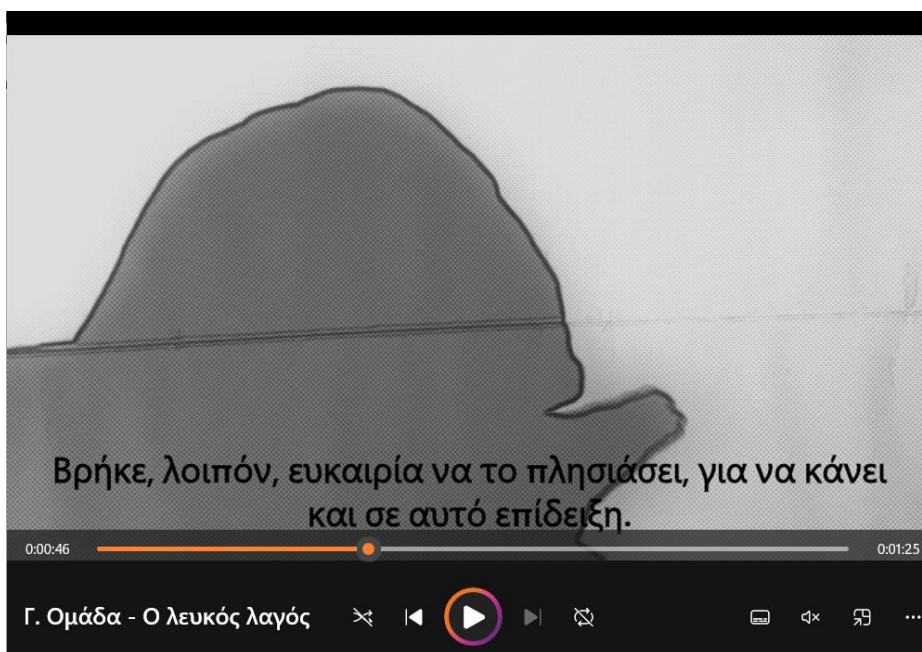 Βρήκε, λοιπόν, ευκαιρία να το πλησιάσει, για να κάνει
και σε αυτό επίδειξη.
0:00:46 0:01:25
Γ. Ομάδα - Ο λευκός λαγός